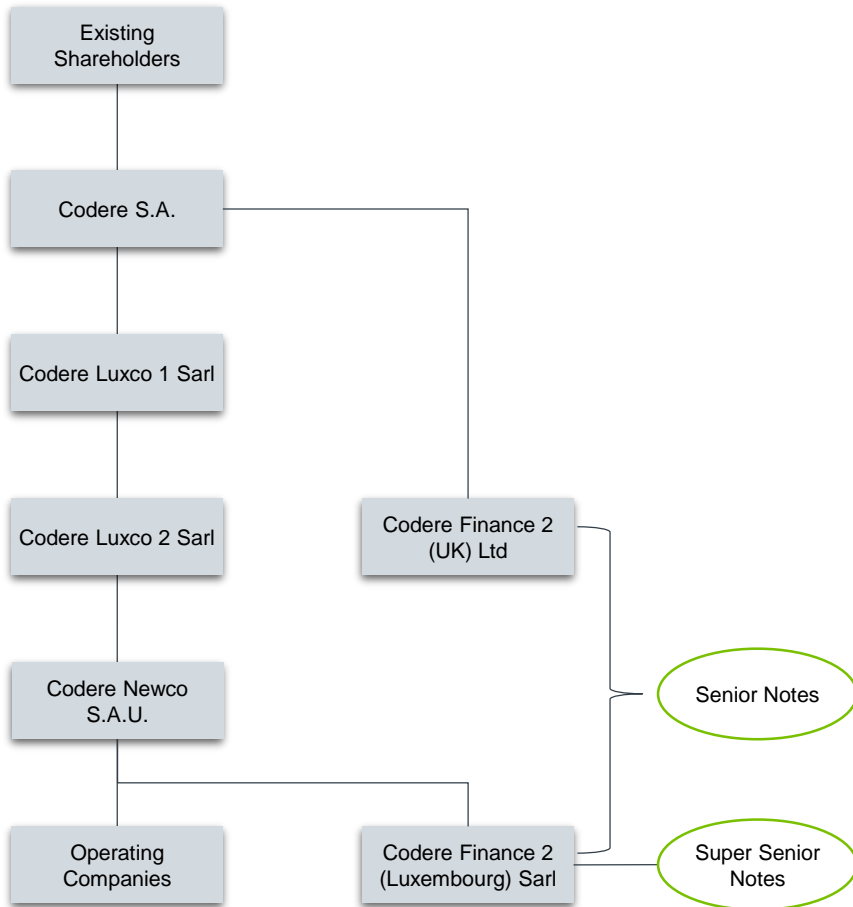 Existing
Shareholders
Codere S.A.
Codere Luxco 1 Sarl
Codere Luxco 2 Sarl
Codere Finance 2
(UK) Ltd
Codere Newco
S.A.U.
Senior Notes
Operating
Companies
Codere Finance 2
(Luxembourg) Sarl
Super Senior
Notes